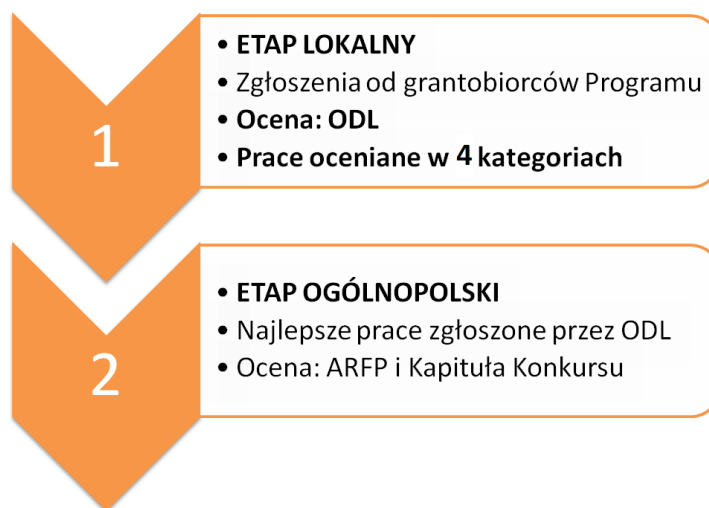 1
• ETAP LOKALNY
• Zgłoszenia od grantobiorców Programu
• Ocena: ODL
• Prace oceniane w 4 kategoriach
2
• ETAP OGÓLNOPOLSKI
• Najlepsze prace zgłoszone przez ODL
• Ocena: ARFP i Kapituła Konkursu